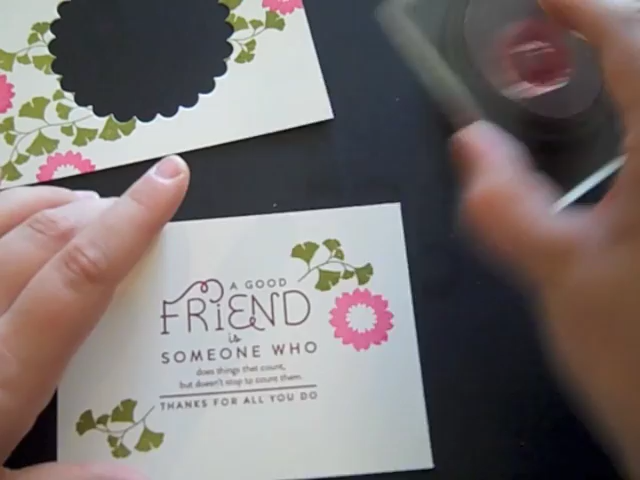 A GOOD
FRiEND
is
SOMEONE WHO
does things that count,
but doesn't stop to count them.
THANKS FOR ALL YOU DO